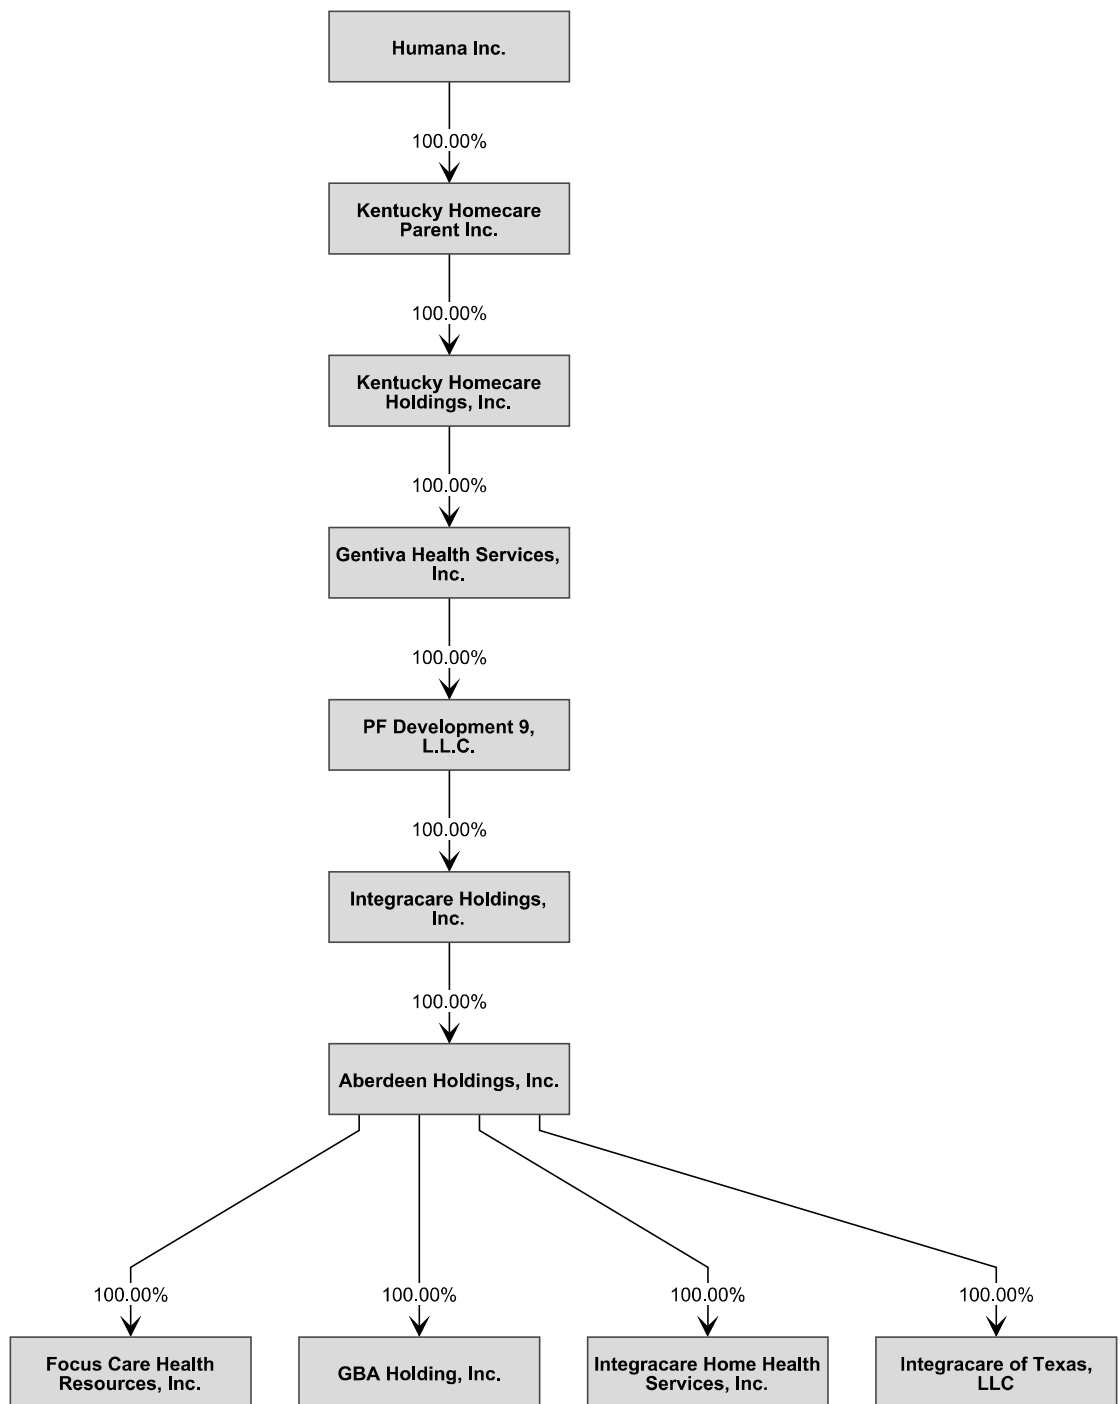 Humana Inc.
100.00%
Kentucky Homecare
Parent Inc.
100.00%
Kentucky Homecare
Holdings, Inc.
100.00%
Gentiva Health Services,
Inc.
100.00%
PF Development 9,
L.L.C.
100.00%
Integracare Holdings,
Inc.
100.00%
Aberdeen Holdings, Inc.
100.00%
100.00%
100.00%
100.00%
Focus Care Health
Resources, Inc.
GBA Holding, Inc.
Integracare Home Health
Services, Inc.
Integracare of Texas,
LLC